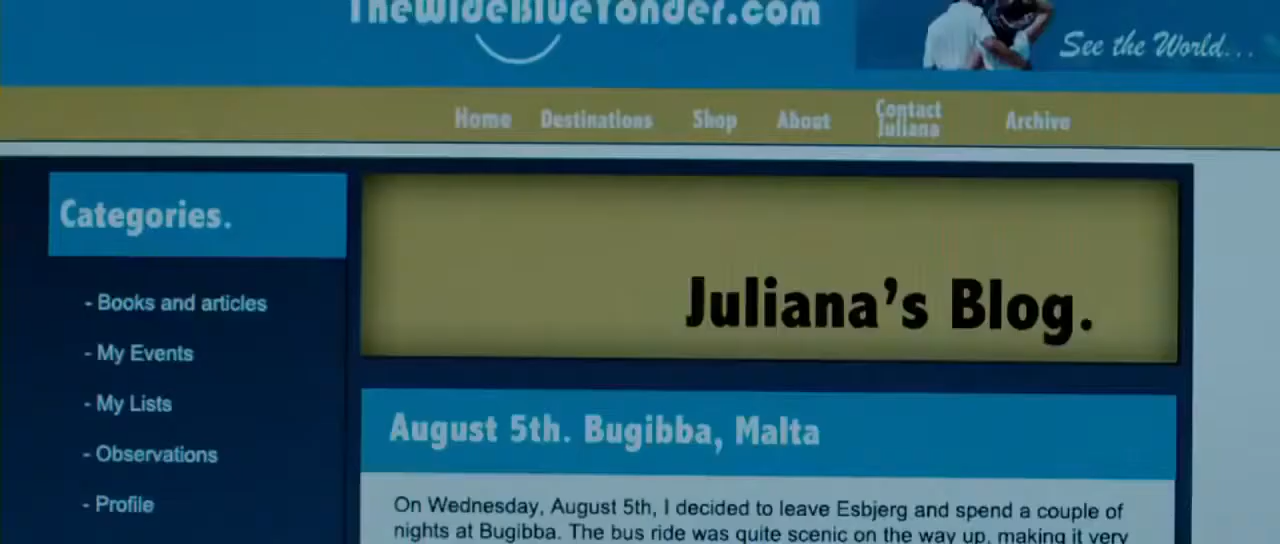 TheWideBlueYonder.com
See the World...
Home Destinations Shop About Contact Juliana Archive
Categories.
- Books and articles
- My Events
- My Lists
- Observations
- Profile
Juliana's Blog.
August 5th. Bugibba, Malta
On Wednesday, August 5th, I decided to leave Esbjerg and spend a couple of
nights at Bugibba. The bus ride was quite scenic on the way up, making it very